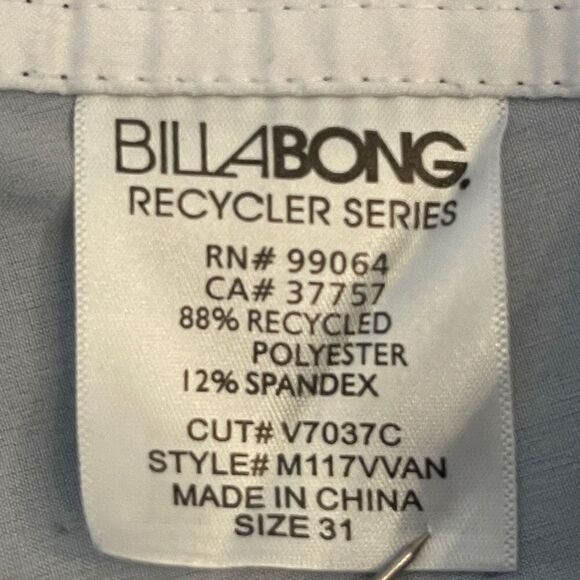 BILLABONG.
RECYCLER SERIES
RN# 99064
CA# 37757
88% RECYCLED
POLYESTER
12% SPANDEX
CUT# V7037C
STYLE# M117VVAN
MADE IN CHINA
SIZE 31